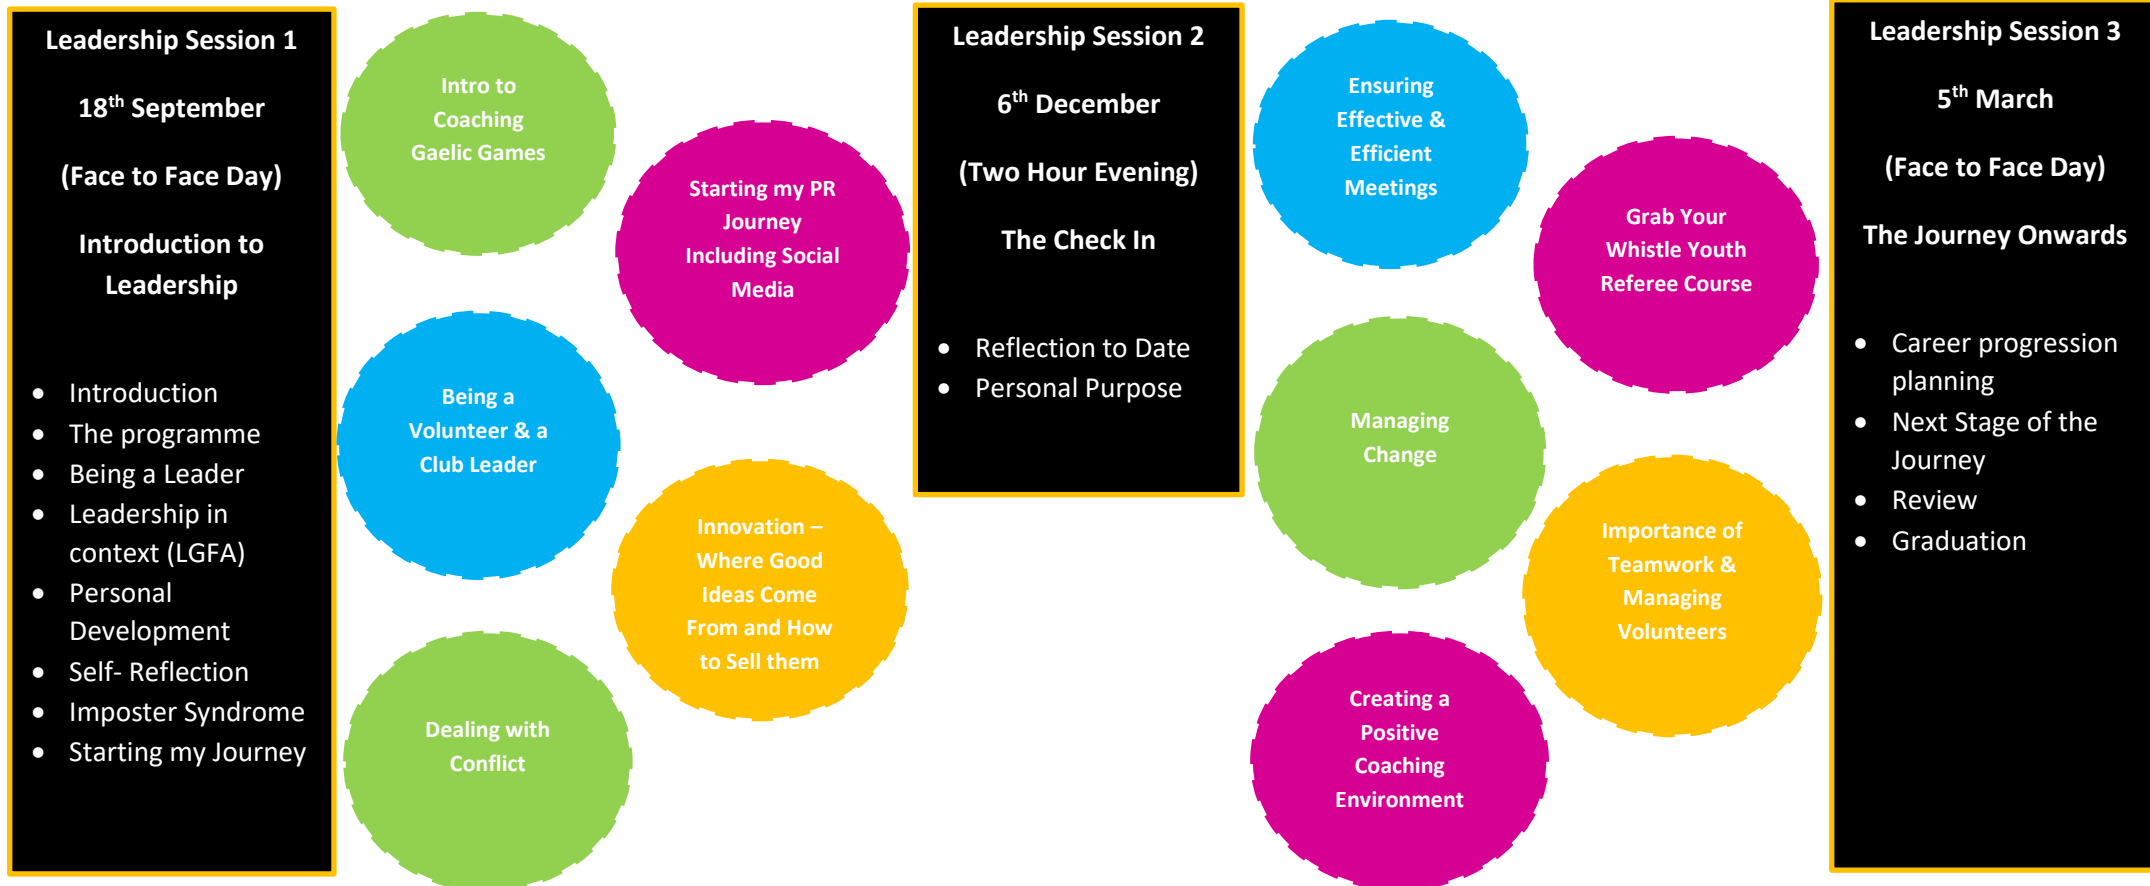 Leadership Session 1
18th September
(Face to Face Day)
Introduction to
Leadership
• Introduction
• The programme
• Being a Leader
• Leadership in
context (LGFA)
• Personal
Development
• Self- Reflection
• Imposter Syndrome
• Starting my Journey
Intro to
Coaching
Gaelic Games
Starting my PR
Journey
Including Social
Media
Being a
Volunteer & a
Club Leader
Innovation –
Where Good
Ideas Come
From and How
to Sell them
Dealing with
Conflict
Leadership Session 2
6th December
(Two Hour Evening)
The Check In
• Reflection to Date
• Personal Purpose
Ensuring
Effective &
Efficient
Meetings
Grab Your
Whistle Youth
Referee Course
Managing
Change
Importance of
Teamwork &
Managing
Volunteers
Creating a
Positive
Coaching
Environment
Leadership Session 3
5th March
(Face to Face Day)
The Journey Onwards
• Career progression
planning
• Next Stage of the
Journey
• Review
• Graduation